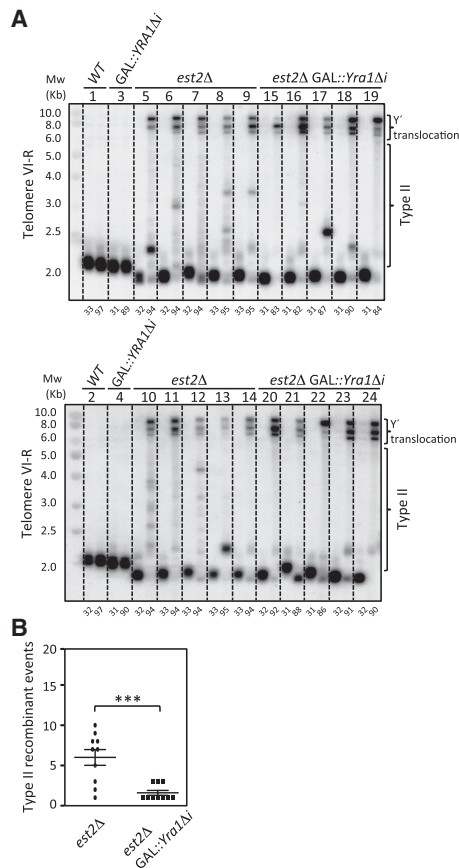 A
WT
GAL::YRA1Δi
est2Δ
est2Δ GAL::Yra1Δi
Mw
(Kb)
1 3 5 6 7 8 9 15 16 17 18 19
10.0
8.0
6.0
5.0
4.0
3.0
2.0
Telomere VI-R
Y′
translocation
Type II
33 97 31 89 32 94 32 94 32 94 33 95 33 95 31 83 31 82 31 87 31 90 31 84
WT
GAL::YRA1Δi
est2Δ
est2Δ GAL::Yra1Δi
Mw
(Kb)
2 4 10 11 12 13 14 20 21 22 23 24
10.0
8.0
6.0
5.0
4.0
3.0
2.5
2.0
Telomere VI-R
Y′
translocation
Type II
32 97 31 90 32 94 33 94 33 94 33 95 33 94 32 92 31 88 31 86 32 91 32 90
B
Type II recombinant events
20
15
10
5
0
***
est2Δ
est2Δ
GAL::Yra1Δi